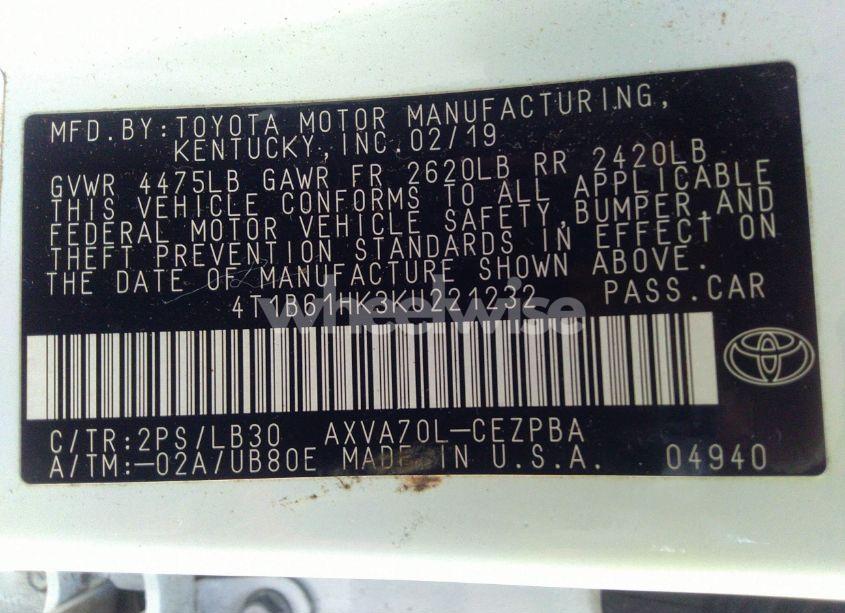 MFD.BY:TOYOTA MOTOR MANUFACTURING,
KENTUCKY,INC.02/19
GVWR 4475LB GAWR FR 2620LB RR 2420LB
THIS VEHICLE CONFORMS TO ALL APPLICABLE
FEDERAL MOTOR VEHICLE SAFETY,BUMPER,AND
THEFT PREVENTION STANDARDS IN EFFECT ON
THE DATE OF MANUFACTURE SHOWN ABOVE.
4T1B61HK3KU221232 PASS.CAR
wheelwise
C/TR:2PS/LB30 AXVA70L-CEZPBA
A/TM:-02A/UB80E MADE IN U.S.A. 04940